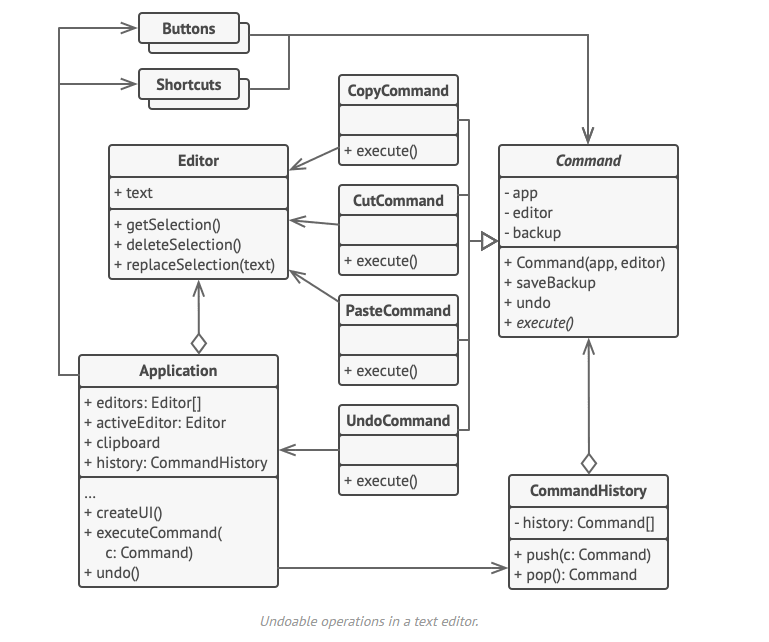 Buttons
Shortcuts
CopyCommand
+ execute()
Editor
+ text
+ getSelection()
+ deleteSelection()
+ replaceSelection(text)
CutCommand
+ execute()
Command
- app
- editor
- backup
+ Command(app, editor)
+ saveBackup
+ undo
+ execute()
PasteCommand
+ execute()
Application
+ editors: Editor[]
+ activeEditor: Editor
+ clipboard
+ history: CommandHistory
...
+ createUI()
+ executeCommand(
c: Command)
+ undo()
UndoCommand
+ execute()
CommandHistory
- history: Command[]
+ push(c: Command)
+ pop(): Command
Undoable operations in a text editor.